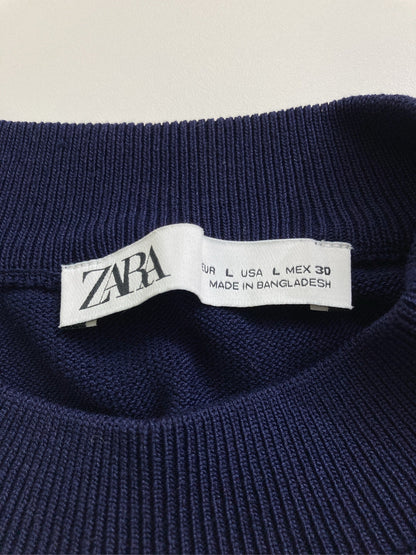 ZARA
EUR L USA L MEX 30
MADE IN BANGLADESH